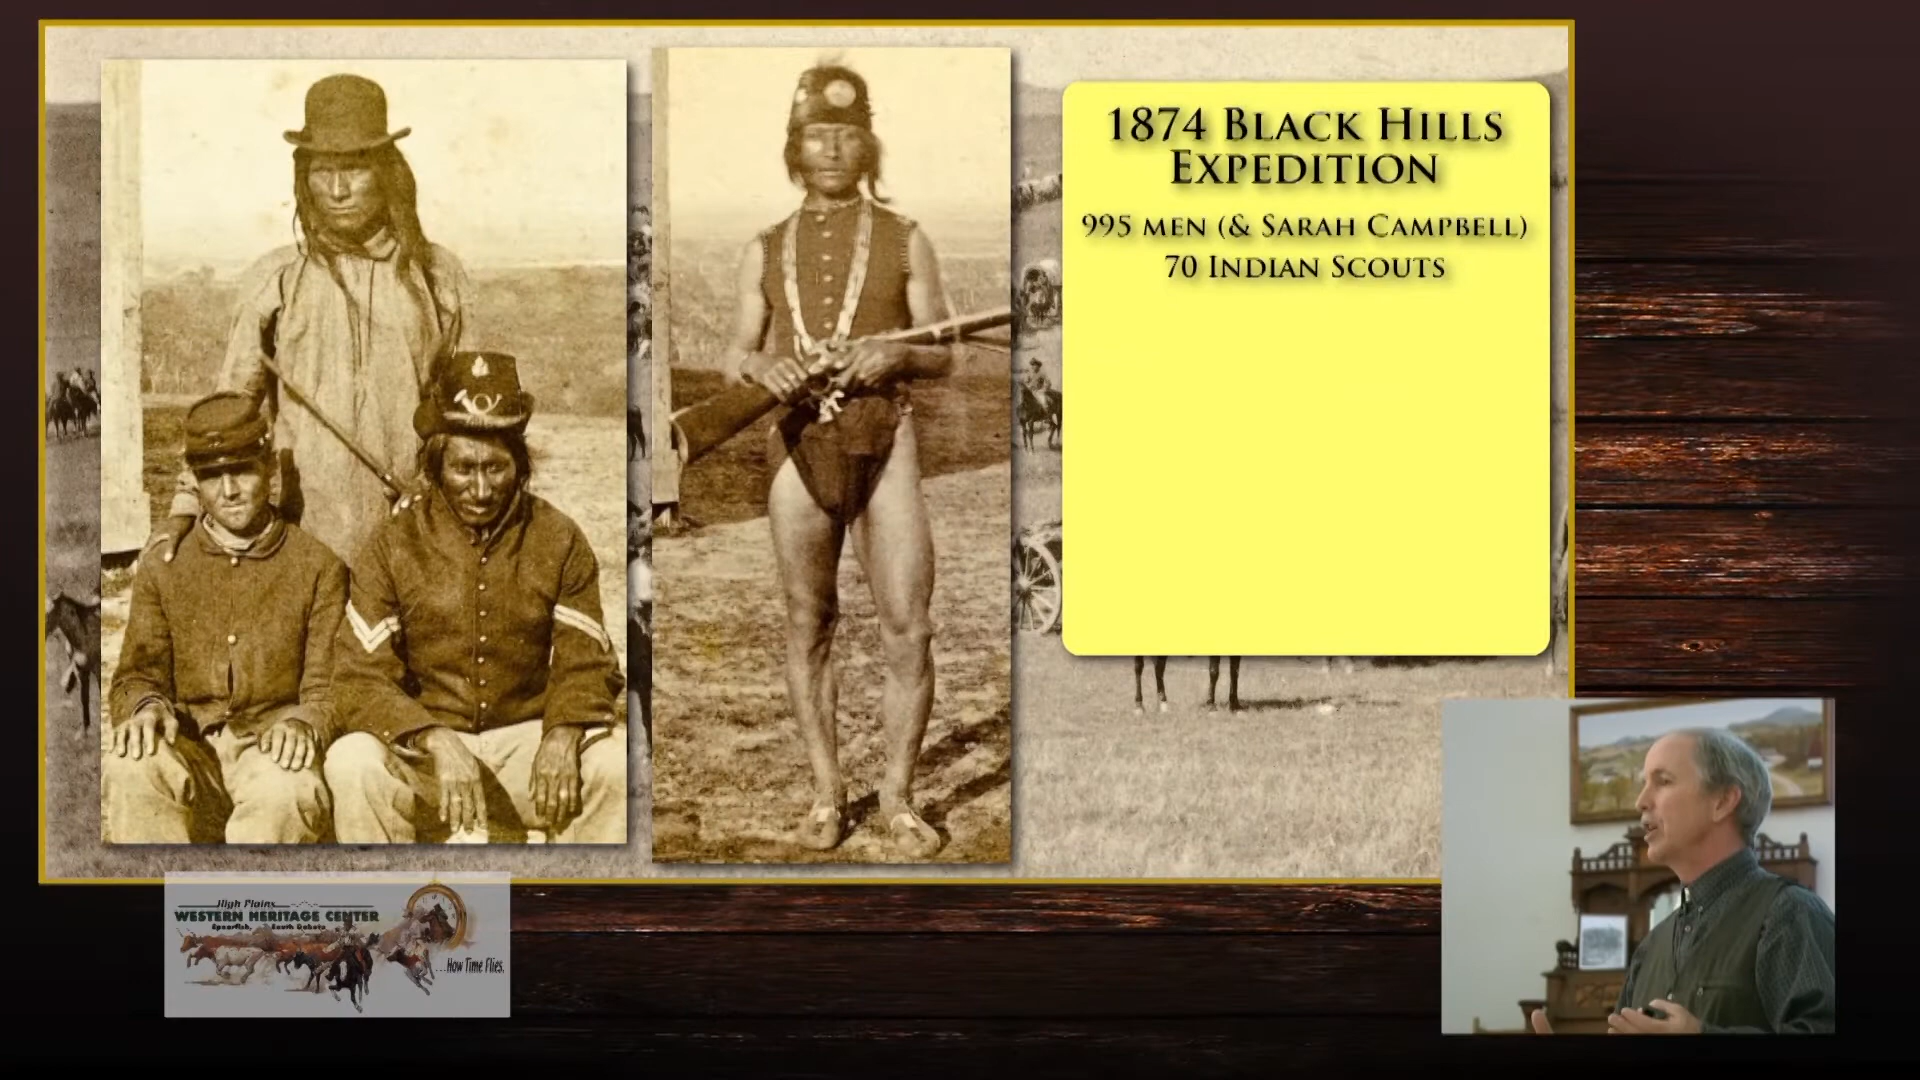 1874 Black Hills
Expedition
995 men (& Sarah Campbell)
70 Indian Scouts
High Plains
WESTERN HERITAGE CENTER
Spearfish, South Dakota
...How Time Flies.